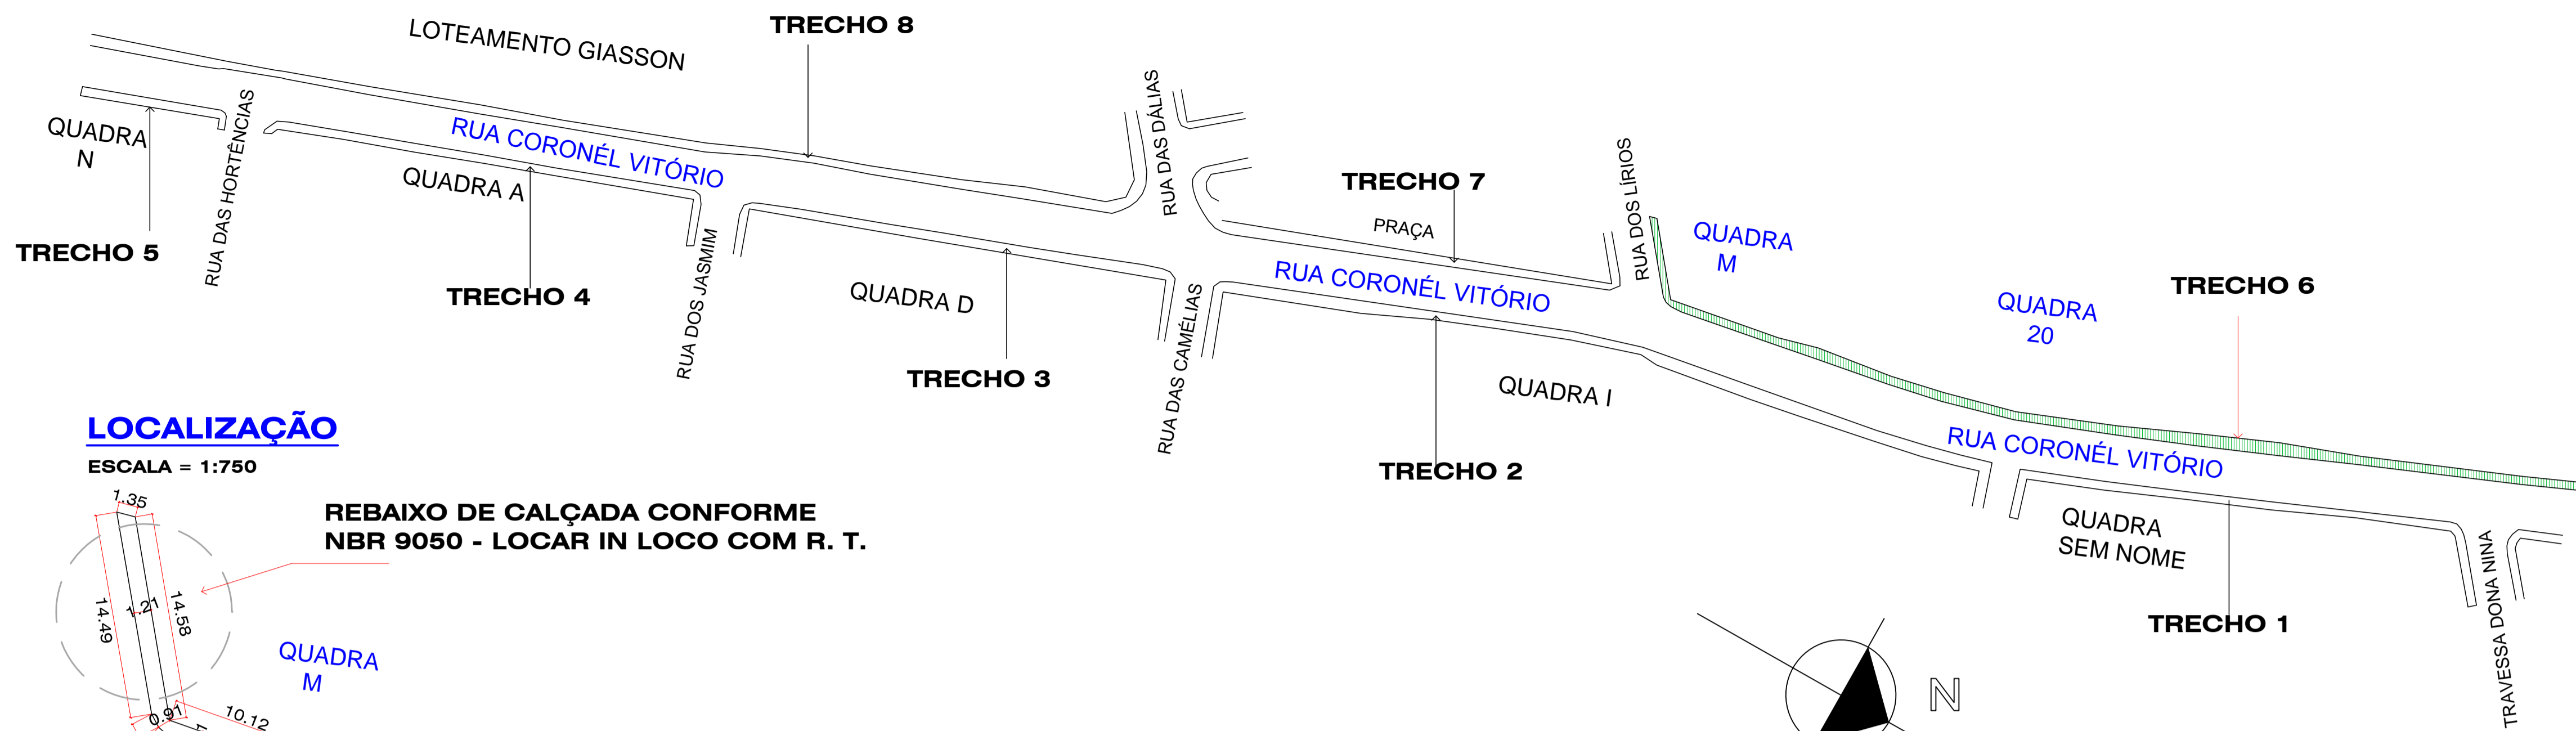 TRECHO 8
LOTEAMENTO GIASSON
RUA DAS DÁLIAS
RUA DAS HORTÊNCIAS
QUADRA
N
RUA CORONÉL VITÓRIO
QUADRA A
TRECHO 7
RUA DOS LÍRIOS
PRAÇA
QUADRA
M
TRECHO 5
TRECHO 4
RUA DOS JASMIM
QUADRA D
RUA DAS CAMÉLIAS
RUA CORONÉL VITÓRIO
QUADRA
20
TRECHO 6
TRECHO 3
QUADRA I
TRECHO 2
RUA CORONÉL VITÓRIO
LOCALIZAÇÃO
ESCALA = 1:750
QUADRA
SEM NOME
TRAVESSA DONA NINA
TRECHO 1
1.35
REBAIXO DE CALÇADA CONFORME
NBR 9050 - LOCAR IN LOCO COM R. T.
14.49
1.21
14.58
QUADRA
M
0.91
10.12
N